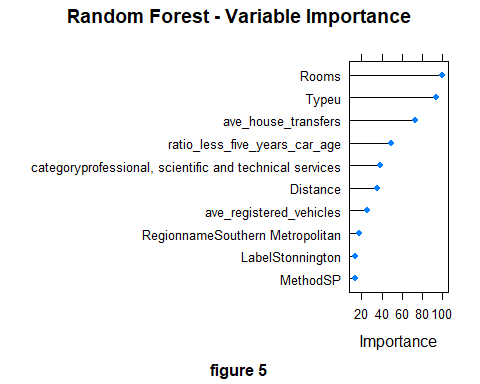 Random Forest - Variable Importance
Rooms
Typeu
ave_house_transfers
ratio_less_five_years_car_age
categoryprofessional, scientific and technical services
Distance
ave_registered_vehicles
RegionnameSouthern Metropolitan
LabelStonnington
MethodSP
20 40 60 80 100
Importance
figure 5